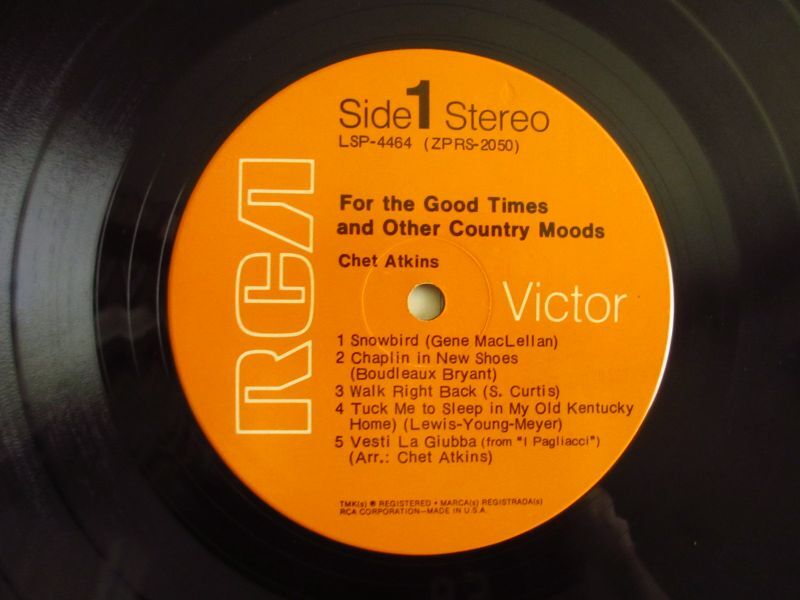 Side 1 Stereo
LSP-4464 (ZPRS-2050)
For the Good Times
and Other Country Moods
Chet Atkins
RCA
Victor
1 Snowbird (Gene MacLellan)
2 Chaplin in New Shoes
(Boudleaux Bryant)
3 Walk Right Back (S. Curtis)
4 Tuck Me to Sleep in My Old Kentucky
Home) (Lewis-Young-Meyer)
5 Vesti La Giubba (from "I Pagliacci")
(Arr.: Chet Atkins)
TMK(s) ® REGISTERED • MARCA(s) REGISTRADA(s)
RCA CORPORATION—MADE IN U.S.A.